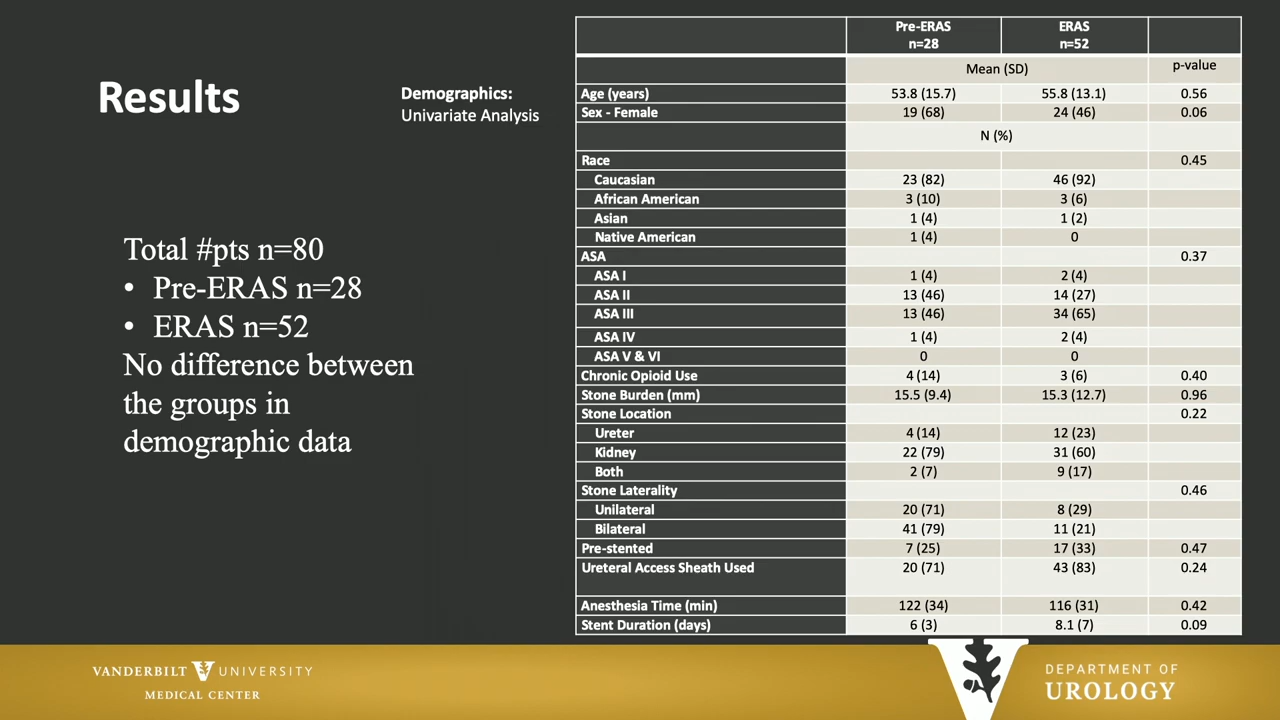 Results
Demographics:
Univariate Analysis
Total #pts n=80
• Pre-ERAS n=28
• ERAS n=52
No difference between
the groups in
demographic data
Pre-ERAS n=28 ERAS n=52
Mean (SD) p-value
Age (years) 53.8 (15.7) 55.8 (13.1) 0.56
Sex - Female 19 (68) 24 (46) 0.06
N (%)
Race 0.45
Caucasian 23 (82) 46 (92)
African American 3 (10) 3 (6)
Asian 1 (4) 1 (2)
Native American 1 (4) 0
ASA 0.37
ASA I 1 (4) 2 (4)
ASA II 13 (46) 14 (27)
ASA III 13 (46) 34 (65)
ASA IV 1 (4) 2 (4)
ASA V & VI 0 0
Chronic Opioid Use 4 (14) 3 (6) 0.40
Stone Burden (mm) 15.5 (9.4) 15.3 (12.7) 0.96
Stone Location 0.22
Ureter 4 (14) 12 (23)
Kidney 22 (79) 31 (60)
Both 2 (7) 9 (17)
Stone Laterality 0.46
Unilateral 20 (71) 8 (29)
Bilateral 41 (79) 11 (21)
Pre-stented 7 (25) 17 (33) 0.47
Ureteral Access Sheath Used 20 (71) 43 (83) 0.24
Anesthesia Time (min) 122 (34) 116 (31) 0.42
Stent Duration (days) 6 (3) 8.1 (7) 0.09
VANDERBILT UNIVERSITY
MEDICAL CENTER
DEPARTMENT OF
UROLOGY